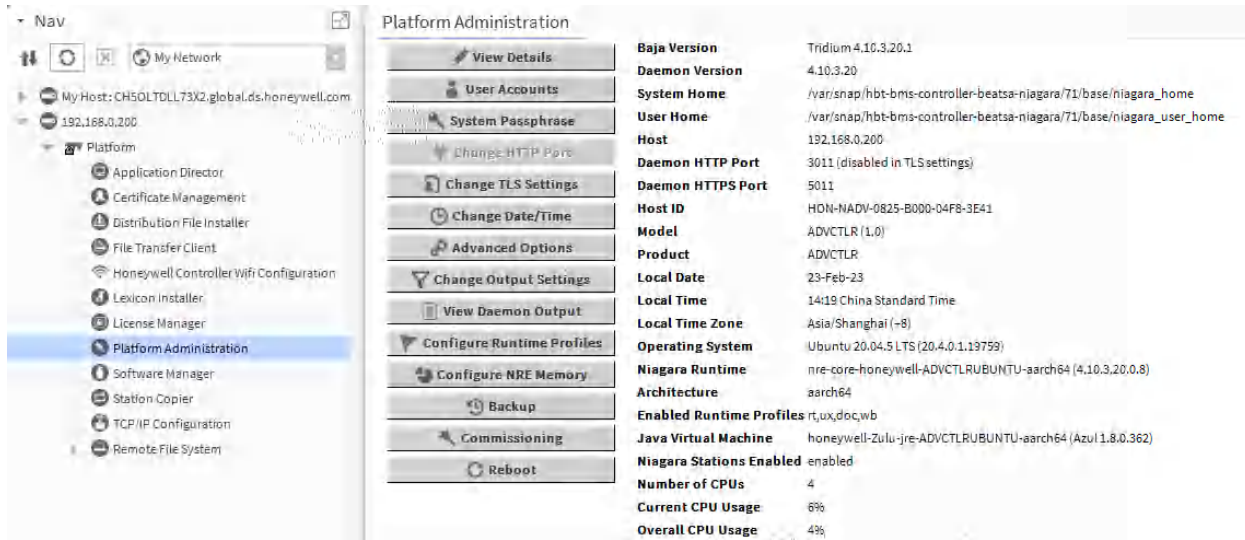 Nav
My Network
My Host: CH5OLTDLL73X2.global.ds.honeywell.com
192.168.0.200
Platform
Application Director
Certificate Management
Distribution File Installer
File Transfer Client
Honeywell Controller Wifi Configuration
Lexicon Installer
License Manager
Platform Administration
Software Manager
Station Copier
TCP/IP Configuration
Remote File System
Platform Administration
View Details
User Accounts
System Passphrase
Change HTTP Port
Change TLS Settings
Change Date/Time
Advanced Options
Change Output Settings
View Daemon Output
Configure Runtime Profiles
Configure NRE Memory
Backup
Commissioning
Reboot
Baja Version Tridium 4.10.3.20.1
Daemon Version 4.10.3.20
System Home /var/snap/hbt-bms-controller-beatsa-niagara/71/base/niagara_home
User Home /var/snap/hbt-bms-controller-beatsa-niagara/71/base/niagara_user_home
Host 192.168.0.200
Daemon HTTP Port 3011 (disabled in TLS settings)
Daemon HTTPS Port 5011
Host ID HON-NADV-0825-B000-04F8-3E41
Model ADVCTLR (1.0)
Product ADVCTLR
Local Date 23-Feb-23
Local Time 14:19 China Standard Time
Local Time Zone Asia/Shanghai (+8)
Operating System Ubuntu 20.04.5 LTS (20.4.0.1.19759)
Niagara Runtime nre-core-honeywell-ADVCTLRUBUNTU-aarch64 (4.10.3.20.0.8)
Architecture aarch64
Enabled Runtime Profiles rt,ux,doc,wb
Java Virtual Machine honeywell-Zulu-jre-ADVCTLRUBUNTU-aarch64 (Azul 1.8.0.362)
Niagara Stations Enabled enabled
Number of CPUs 4
Current CPU Usage 6%
Overall CPU Usage 4%